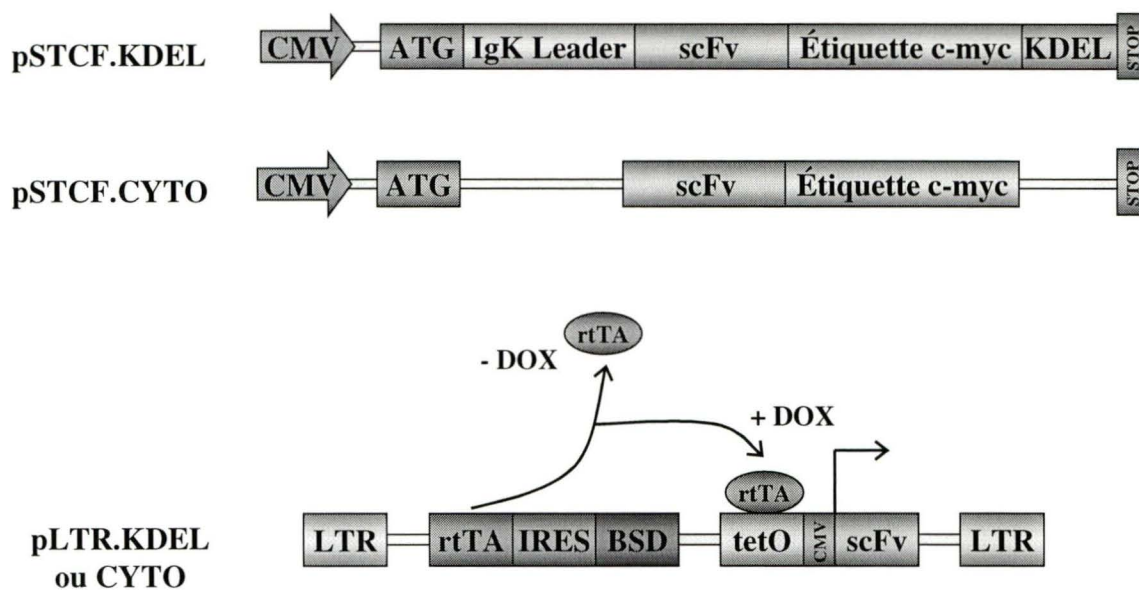 pSTCF.KDEL CMV ATG IgK Leader scFv Étiquette c-myc KDEL STOP
pSTCF.CYTO CMV ATG scFv Étiquette c-myc STOP
rtTA
- DOX
+ DOX
rtTA
pLTR.KDEL
ou CYTO
LTR rtTA IRES BSD tetO CMV scFv LTR